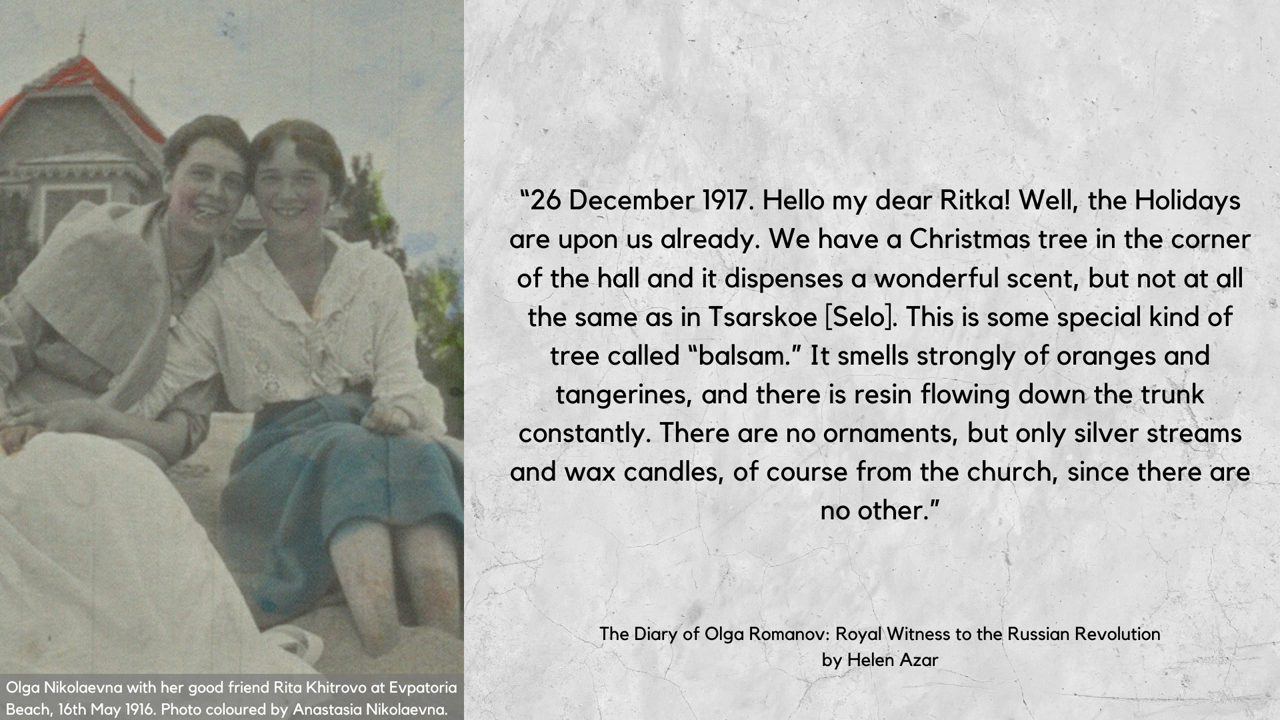 “26 December 1917. Hello my dear Ritka! Well, the Holidays
are upon us already. We have a Christmas tree in the corner
of the hall and it dispenses a wonderful scent, but not at all
the same as in Tsarskoe [Selo]. This is some special kind of
tree called “balsam.” It smells strongly of oranges and
tangerines, and there is resin flowing down the trunk
constantly. There are no ornaments, but only silver streams
and wax candles, of course from the church, since there are
no other.”
The Diary of Olga Romanov: Royal Witness to the Russian Revolution
by Helen Azar
Olga Nikolaevna with her good friend Rita Khitrovo at Evpatoria
Beach, 16th May 1916. Photo coloured by Anastasia Nikolaevna.